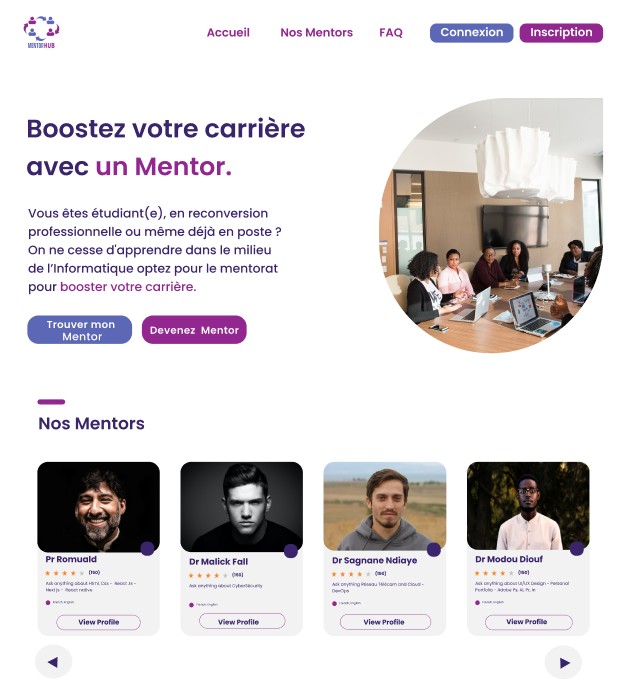 MENTORHUB
Accueil
Nos Mentors
FAQ
Connexion
Inscription
Boostez votre carrière
avec un Mentor.
Vous êtes étudiant(e), en reconversion
professionnelle ou même déjà en poste ?
On ne cesse d'apprendre dans le milieu
de l'Informatique optez pour le mentorat
pour booster votre carrière.
Trouver mon
Mentor
Devenez Mentor
Nos Mentors
Pr Romuald
(150)
Ask anything about HtTM, Css - React Js -
Next js - React native
French, English
View Profile
Dr Malick Fall
(150)
Ask anything about CyberSécurity
French, English
View Profile
Dr Sagnane Ndiaye
(150)
Ask anything Réseau Télécom and Cloud -
DevOps
French, English
View Profile
Dr Modou Diouf
(150)
Ask anything about UI/UX Design - Personal
Portfolio - Adobe Ps, Ai, Pr, In
French, English
View Profile